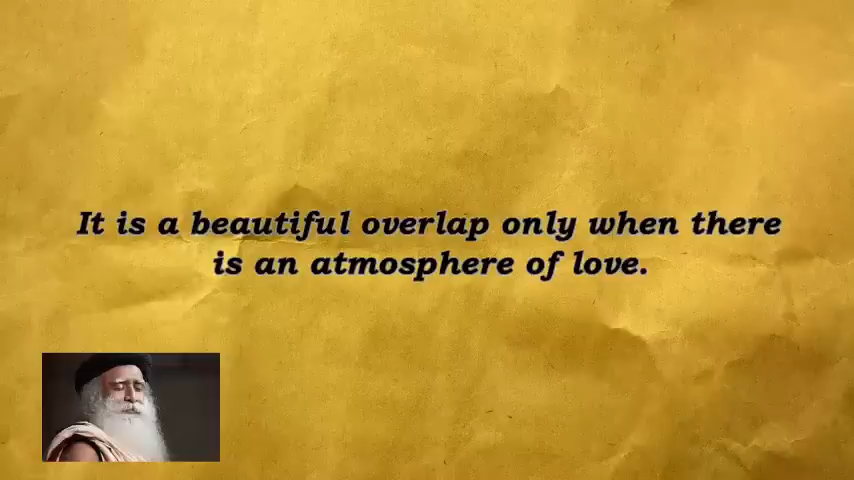 It is a beautiful overlap only when there
is an atmosphere of love.